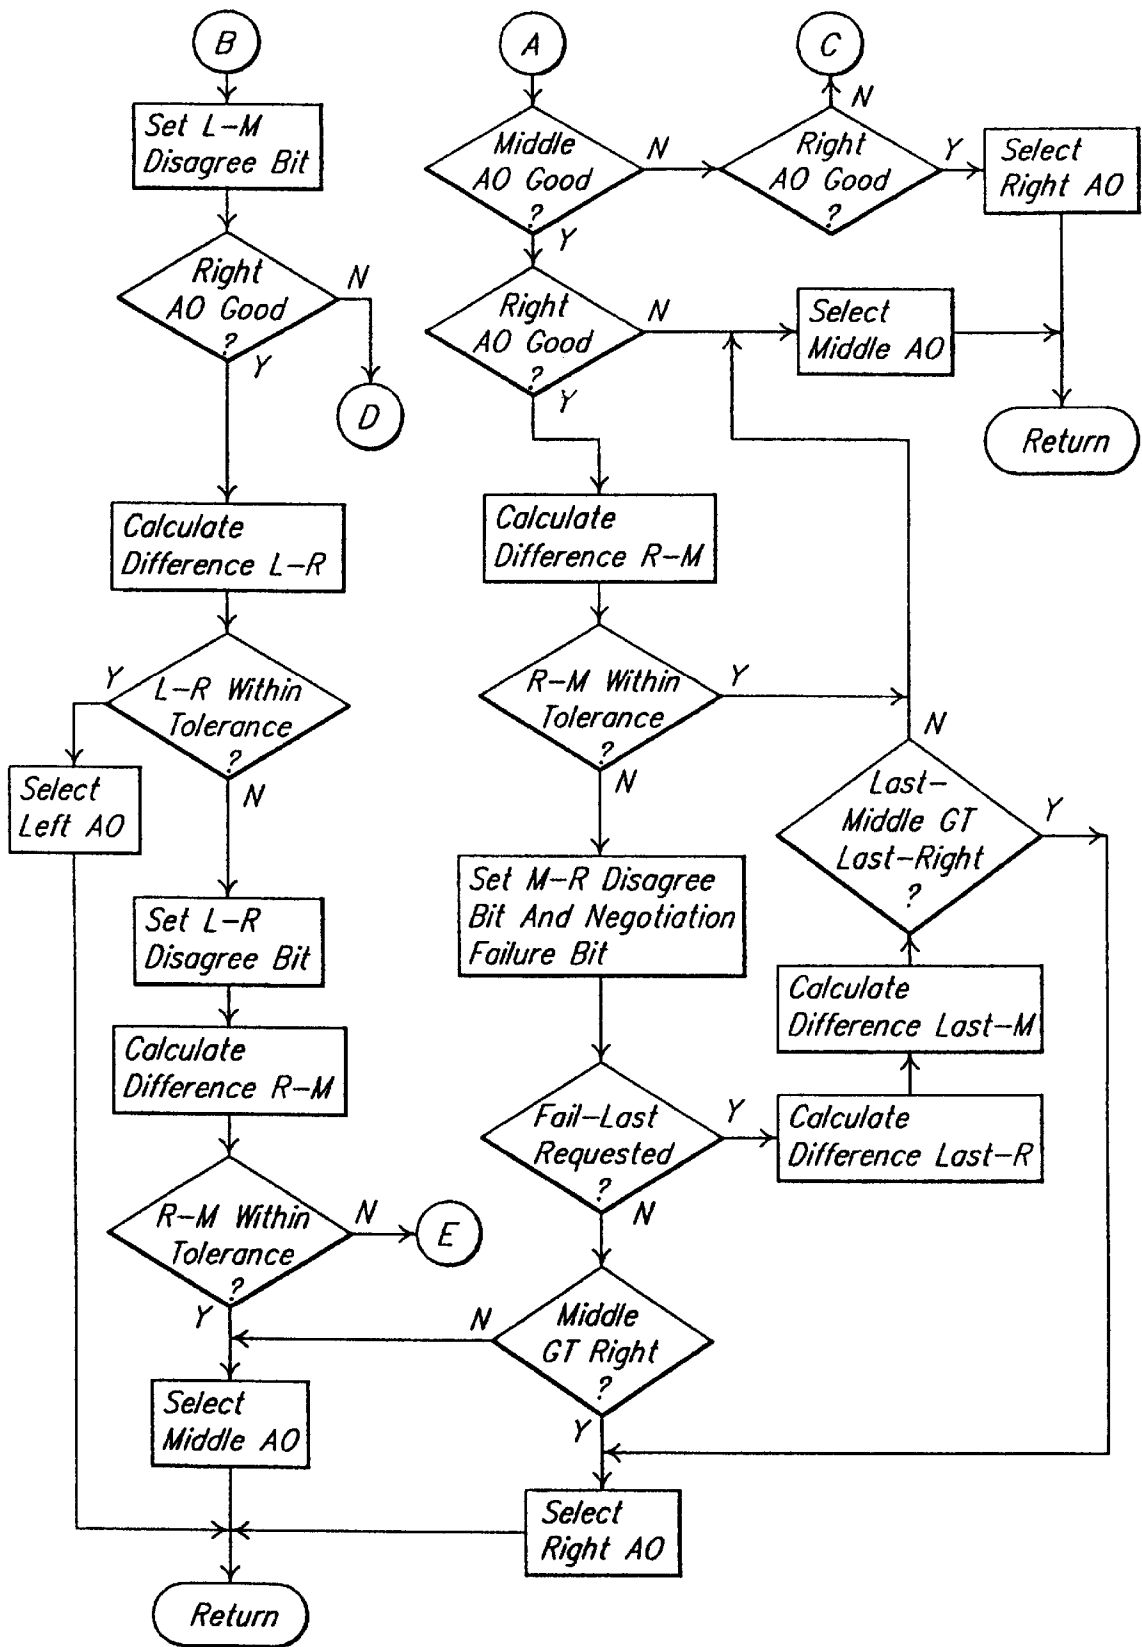 B
Set L-M
Disagree Bit
Right
AO Good
?
N
Y
D
Calculate
Difference L-R
Y
L-R Within
Tolerance
?
N
Select
Left AO
Set L-R
Disagree Bit
Calculate
Difference R-M
R-M Within
Tolerance
?
N
E
Y
Select
Middle AO
Return
A
Middle
AO Good
?
N
Y
Right
AO Good
?
N
Y
Calculate
Difference R-M
R-M Within
Tolerance
?
Y
N
Set M-R Disagree
Bit And Negotiation
Failure Bit
Fail-Last
Requested
?
Y
N
Middle
GT Right
?
N
Y
Select
Right AO
C
N
Right
AO Good
?
Y
Select
Right AO
Select
Middle AO
Return
N
Last-
Middle GT
Last-Right
?
Y
Calculate
Difference Last-M
Calculate
Difference Last-R